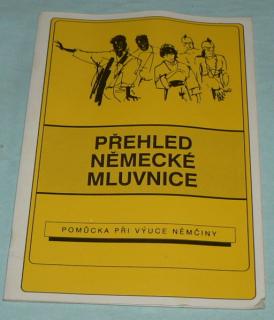 PŘEHLED
NĚMECKÉ
MLUVNICE
POMŮCKA PŘI VÝUCE NĚMČINY